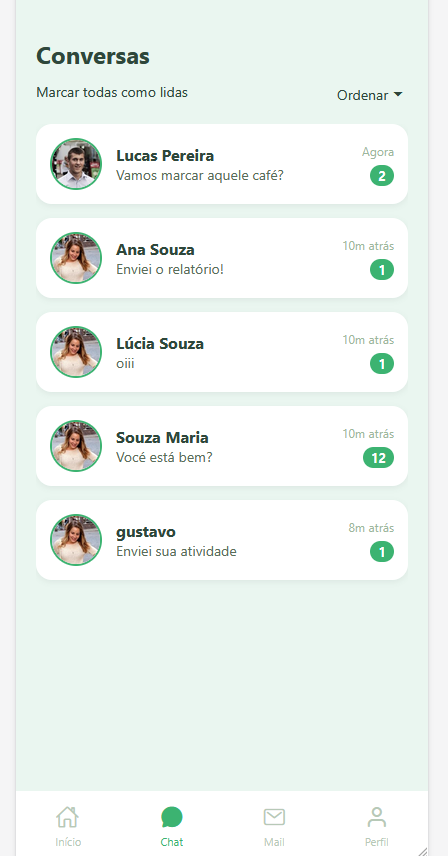 Conversas
Marcar todas como lidas
Ordenar
Lucas Pereira
Agora
Vamos marcar aquele café?
2
Ana Souza
10m atrás
Enviei o relatório!
1
Lúcia Souza
10m atrás
oiii
1
Souza Maria
10m atrás
Você está bem?
12
gustavo
8m atrás
Enviei sua atividade
1
Início
Chat
Mail
Perfil